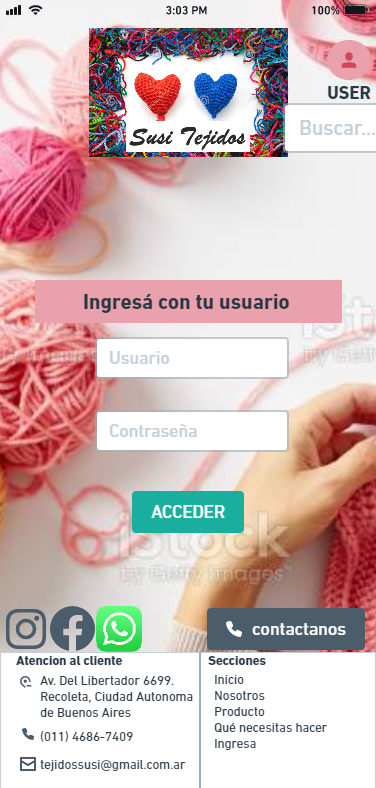 3:03 PM
100%
Susi Tejidos
USER
Buscar...
Ingresá con tu usuario
Usuario
Contraseña
ACCEDER
iStock
by Getty Images™
contactanos
Atencion al cliente
Av. Del Libertador 6699.
Recoleta, Ciudad Autonoma
de Buenos Aires
(011) 4686-7409
tejidossusi@gmail.com.ar
Secciones
Inicio
Nosotros
Producto
Qué necesitas hacer
Ingresa